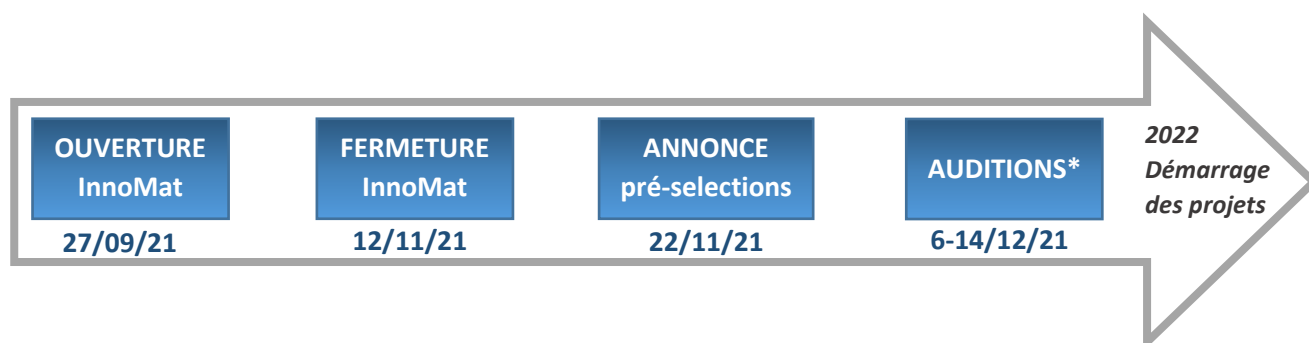 OUVERTURE
InnoMat
27/09/21
FERMETURE
InnoMat
12/11/21
ANNONCE
pré-selections
22/11/21
AUDITIONS*
6-14/12/21
2022
Démarrage
des projets